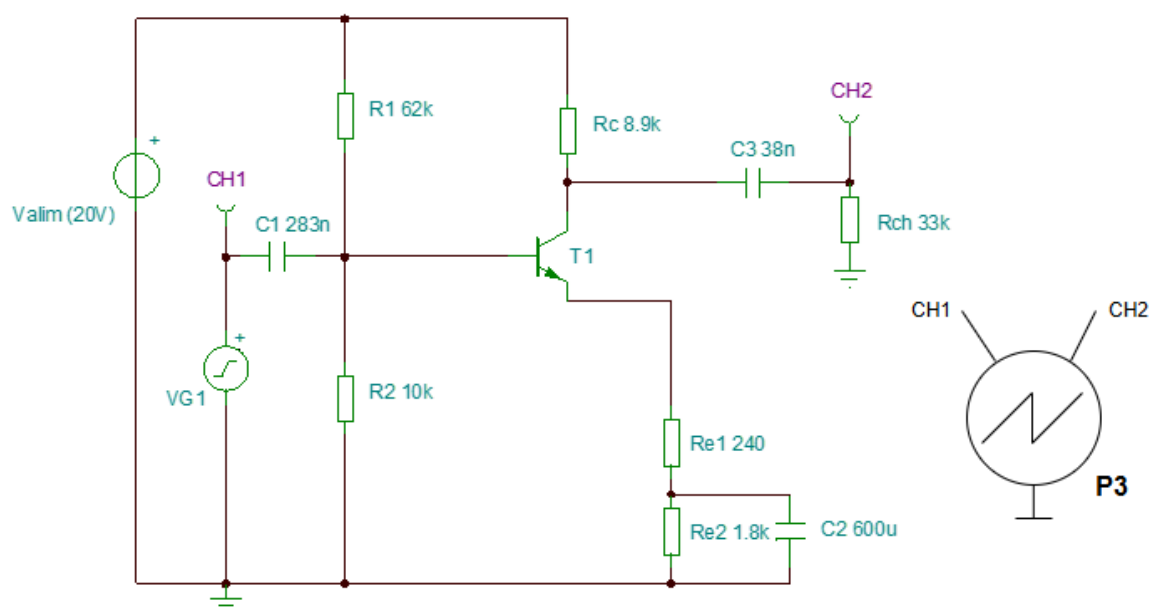 R1 62k
Rc 8.9k
CH2
+
C3 38n
CH1
Valim (20V)
C1 283n
Rch 33k
T1
CH1
CH2
+
VG1
R2 10k
Re1 240
P3
Re2 1.8k
C2 600u